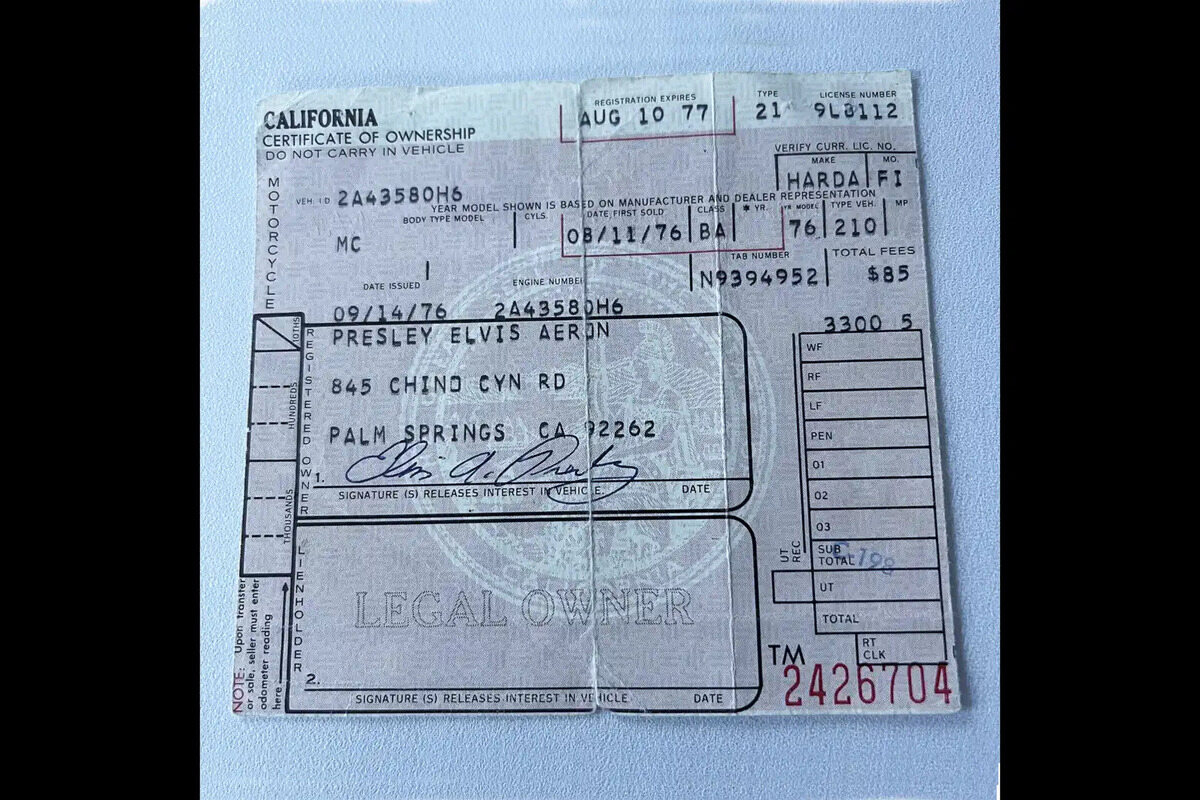 CALIFORNIA
CERTIFICATE OF OWNERSHIP
DO NOT CARRY IN VEHICLE
REGISTRATION EXPIRES
AUG 10 77
TYPE
21
LICENSE NUMBER
9L8112
VERIFY CURR. LIC. NO.
MAKE
HARDA
MO.
FI
MOTORCYCLE
VEH. ID 2A43580H6
YEAR MODEL SHOWN IS BASED ON MANUFACTURER AND DEALER REPRESENTATION
BODY TYPE MODEL
MC
CYLS.
DATE FIRST SOLD
08/11/76
CLASS
BA
* YR.
YR MODEL
76
TYPE VEH.
210
MP
TAB NUMBER
N9394952
TOTAL FEES
$85
DATE ISSUED
09/14/76
ENGINE NUMBER
2A43580H6
3300 5
REGISTERED OWNER
PRESLEY ELVIS AERON
845 CHINO CYN RD
PALM SPRINGS CA 92262
Elvis A. Presley
1.
SIGNATURE (S) RELEASES INTEREST IN VEHICLE.
DATE
10THS
HUNDREDS
THOUSANDS
NOTE: Upon transfer
or sale, seller must enter
odometer reading
here
LIENHOLDER
LEGAL OWNER
2.
SIGNATURE (S) RELEASES INTEREST IN VEHICLE
DATE
WF
RF
LF
PEN
01
02
03
SUB
TOTAL
C-198
UT
REC
UT
TOTAL
RT
CLK
TM
2426704
CALIFORNIA